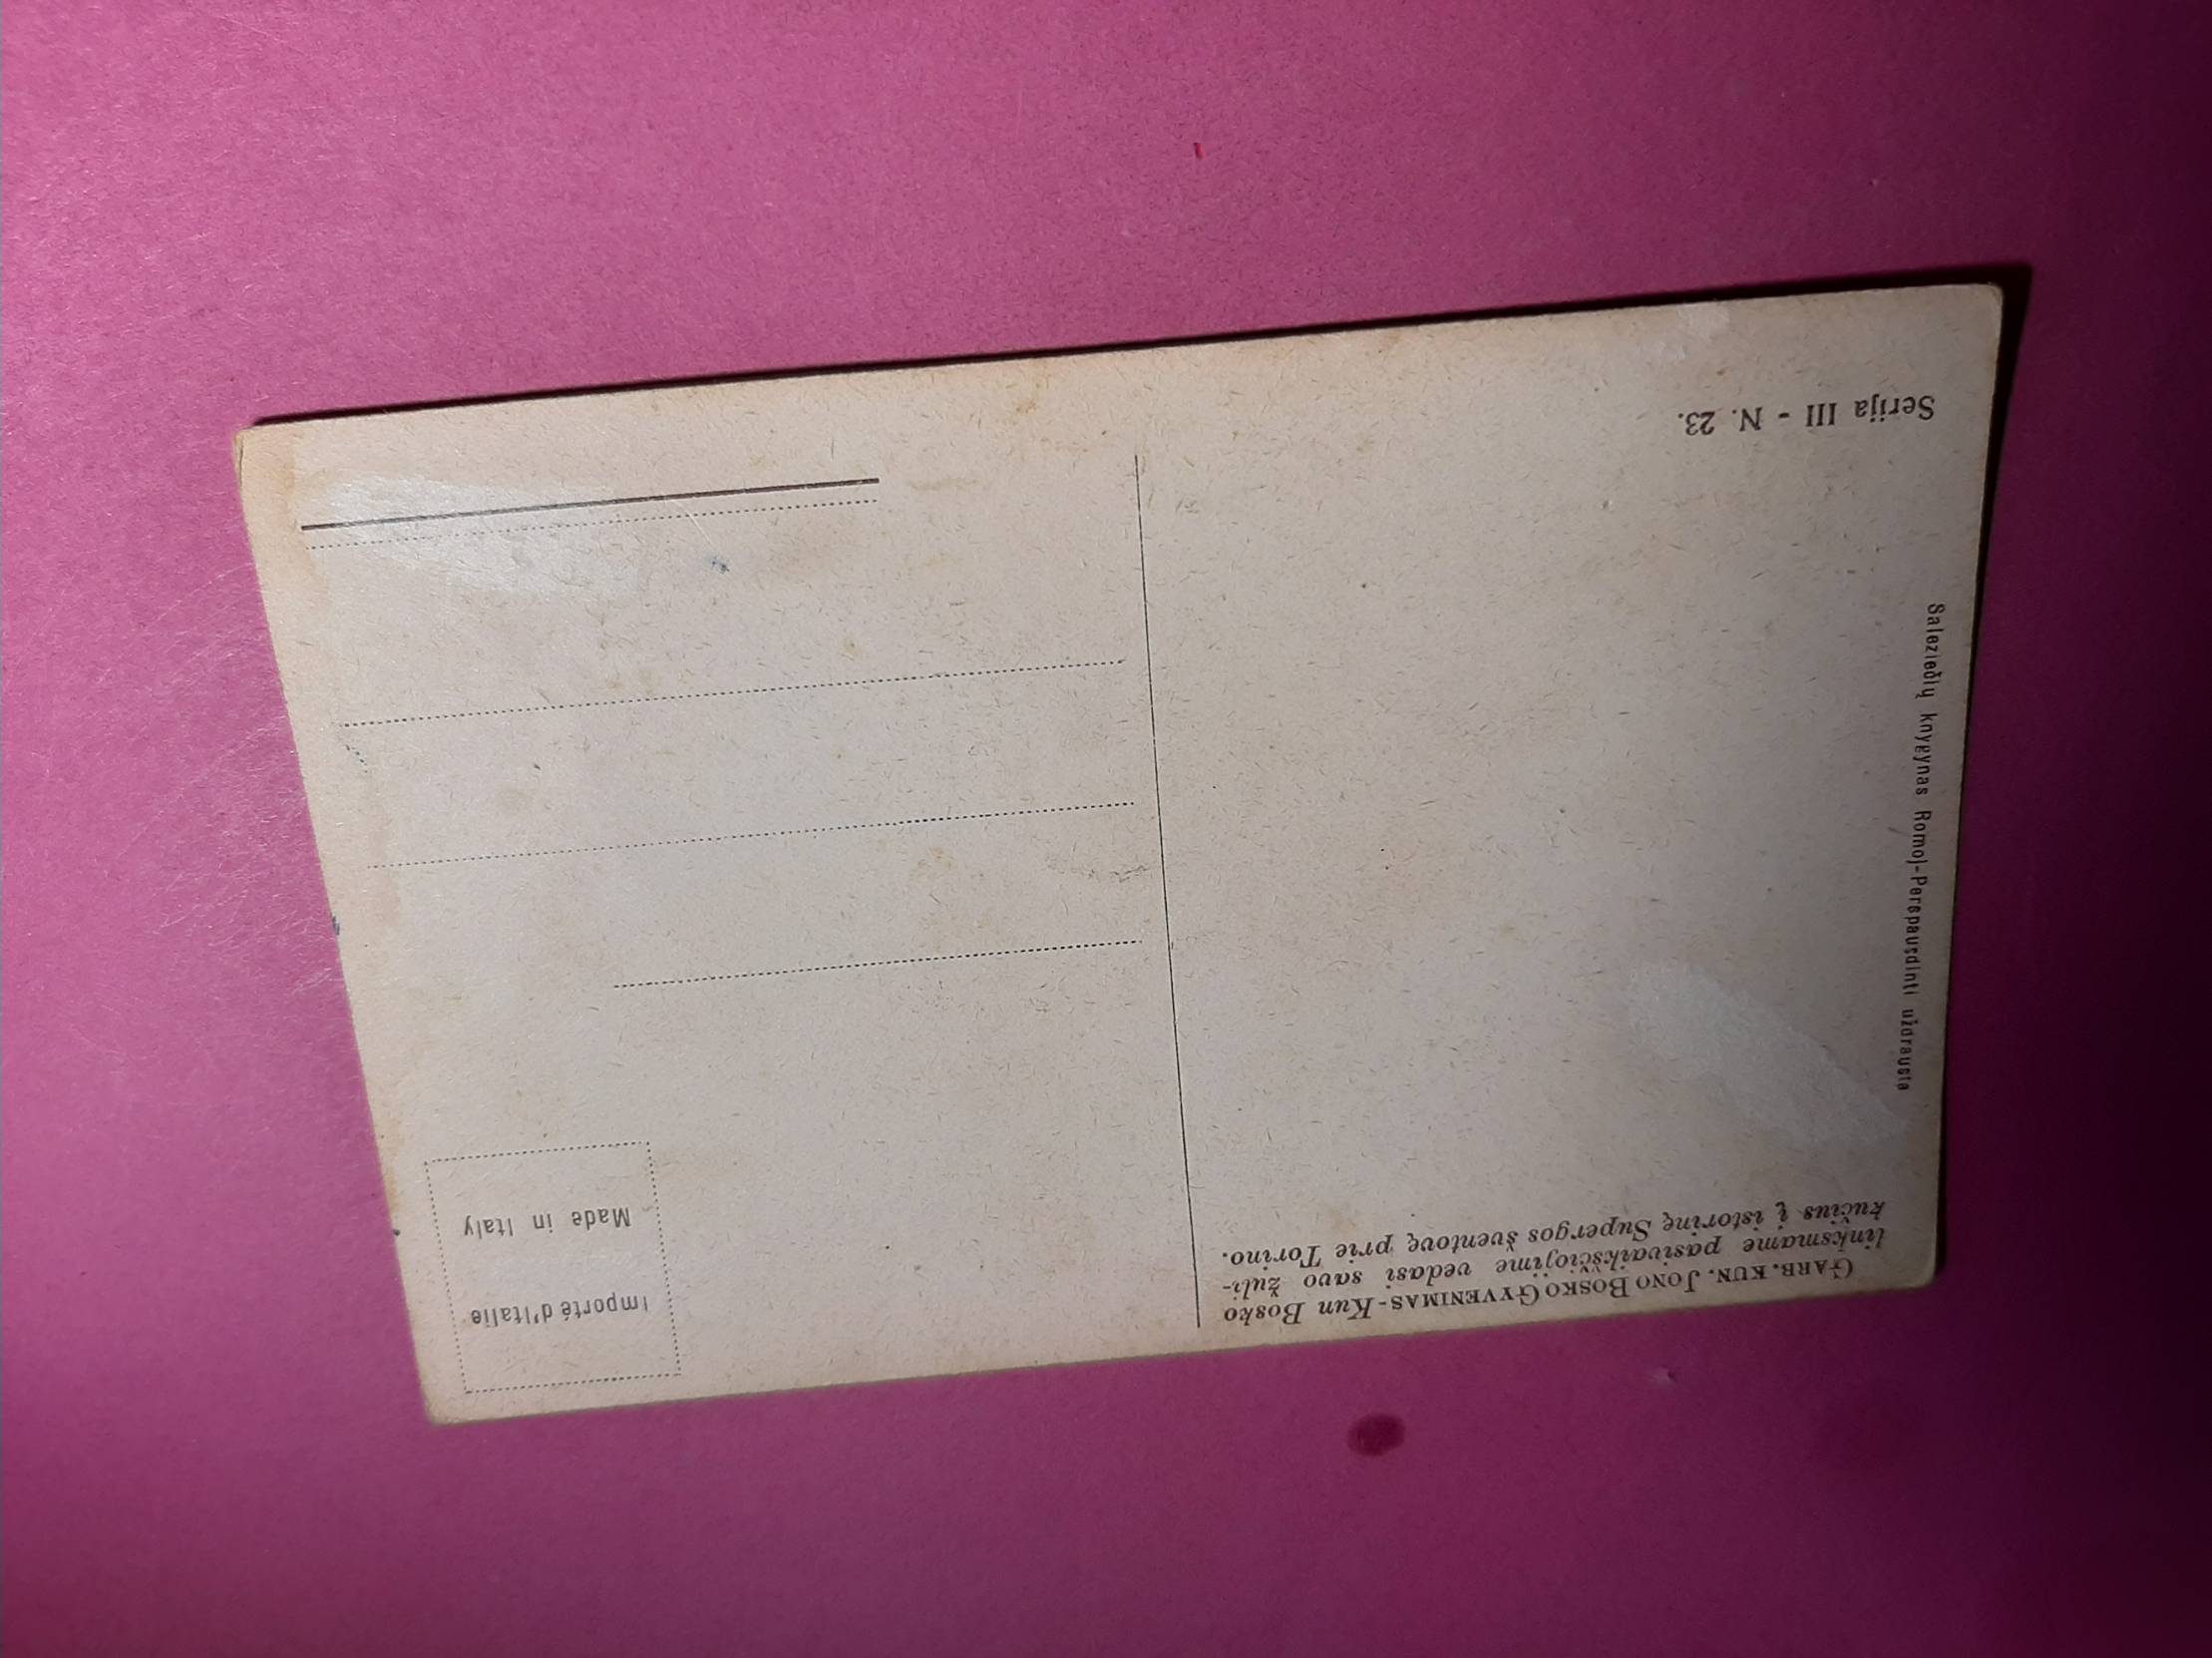 GARB. KUN. JONO BOSKO GYVENIMAS - Kun Bosko
linksmame pasivaikščiojime vedasi savo žuli-
kučius į istorinę Supergos šventovę prie Torino.
Importé d'Italie
Made in Italy
Saleziečių knygynas Romoj-Perspausdinti uždrausta
Serija III - N. 23.